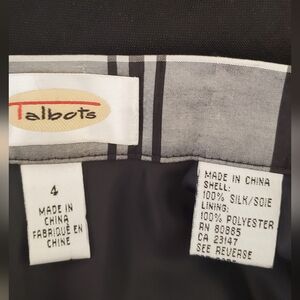 Talbots
4
MADE IN
CHINA
FABRIQUÉ EN
CHINE
MADE IN CHINA
SHELL:
100% SILK/SOIE
LINING:
100% POLYESTER
RN 80865
CA 23147
SEE REVERSE